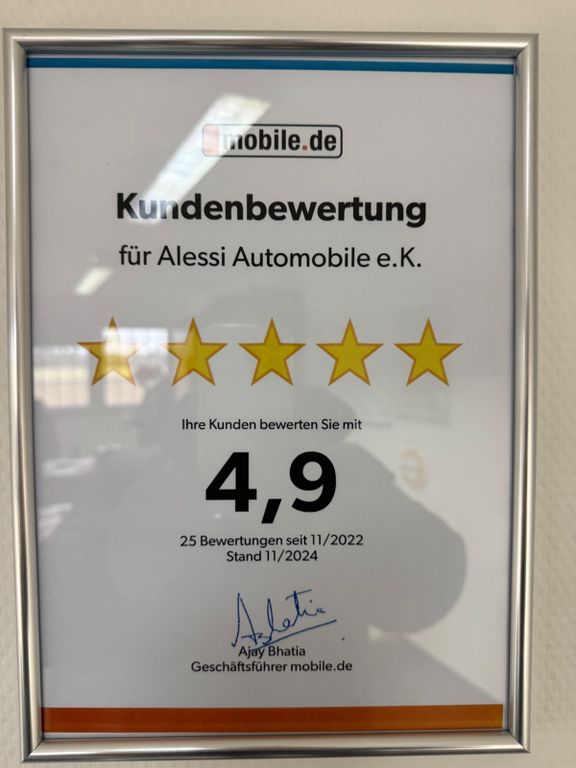 mobile.de
Kundenbewertung
für Alessi Automobile e.K.
Ihre Kunden bewerten Sie mit
4,9
25 Bewertungen seit 11/2022
Stand 11/2024
Ajay Bhatia
Geschäftsführer mobile.de